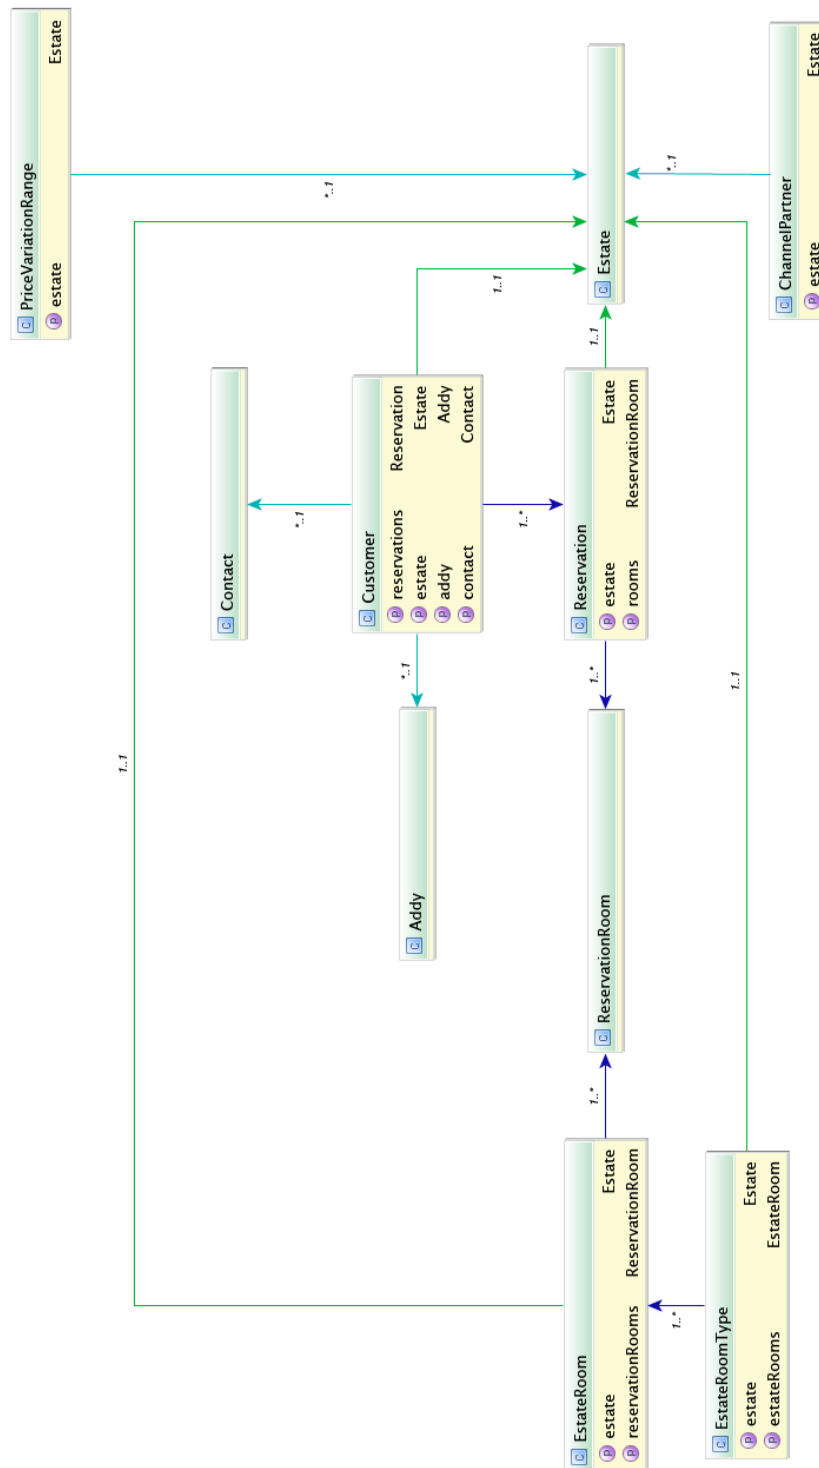 C PriceVariationRange
P estate Estate
*..1
1..1
C Contact
*..1
C Customer
P reservations Reservation
P estate Estate
P addy Addy
P contact Contact
1..1
*..1
1..*
C Addy
C Reservation
P estate Estate
P rooms ReservationRoom
1..1
1..*
C Estate
C ReservationRoom
1..*
C EstateRoom
P estate Estate
P reservationRooms ReservationRoom
*..1
1..*
C EstateRoomType
P estate Estate
P estateRooms EstateRoom
1..1
C ChannelPartner
P estate Estate